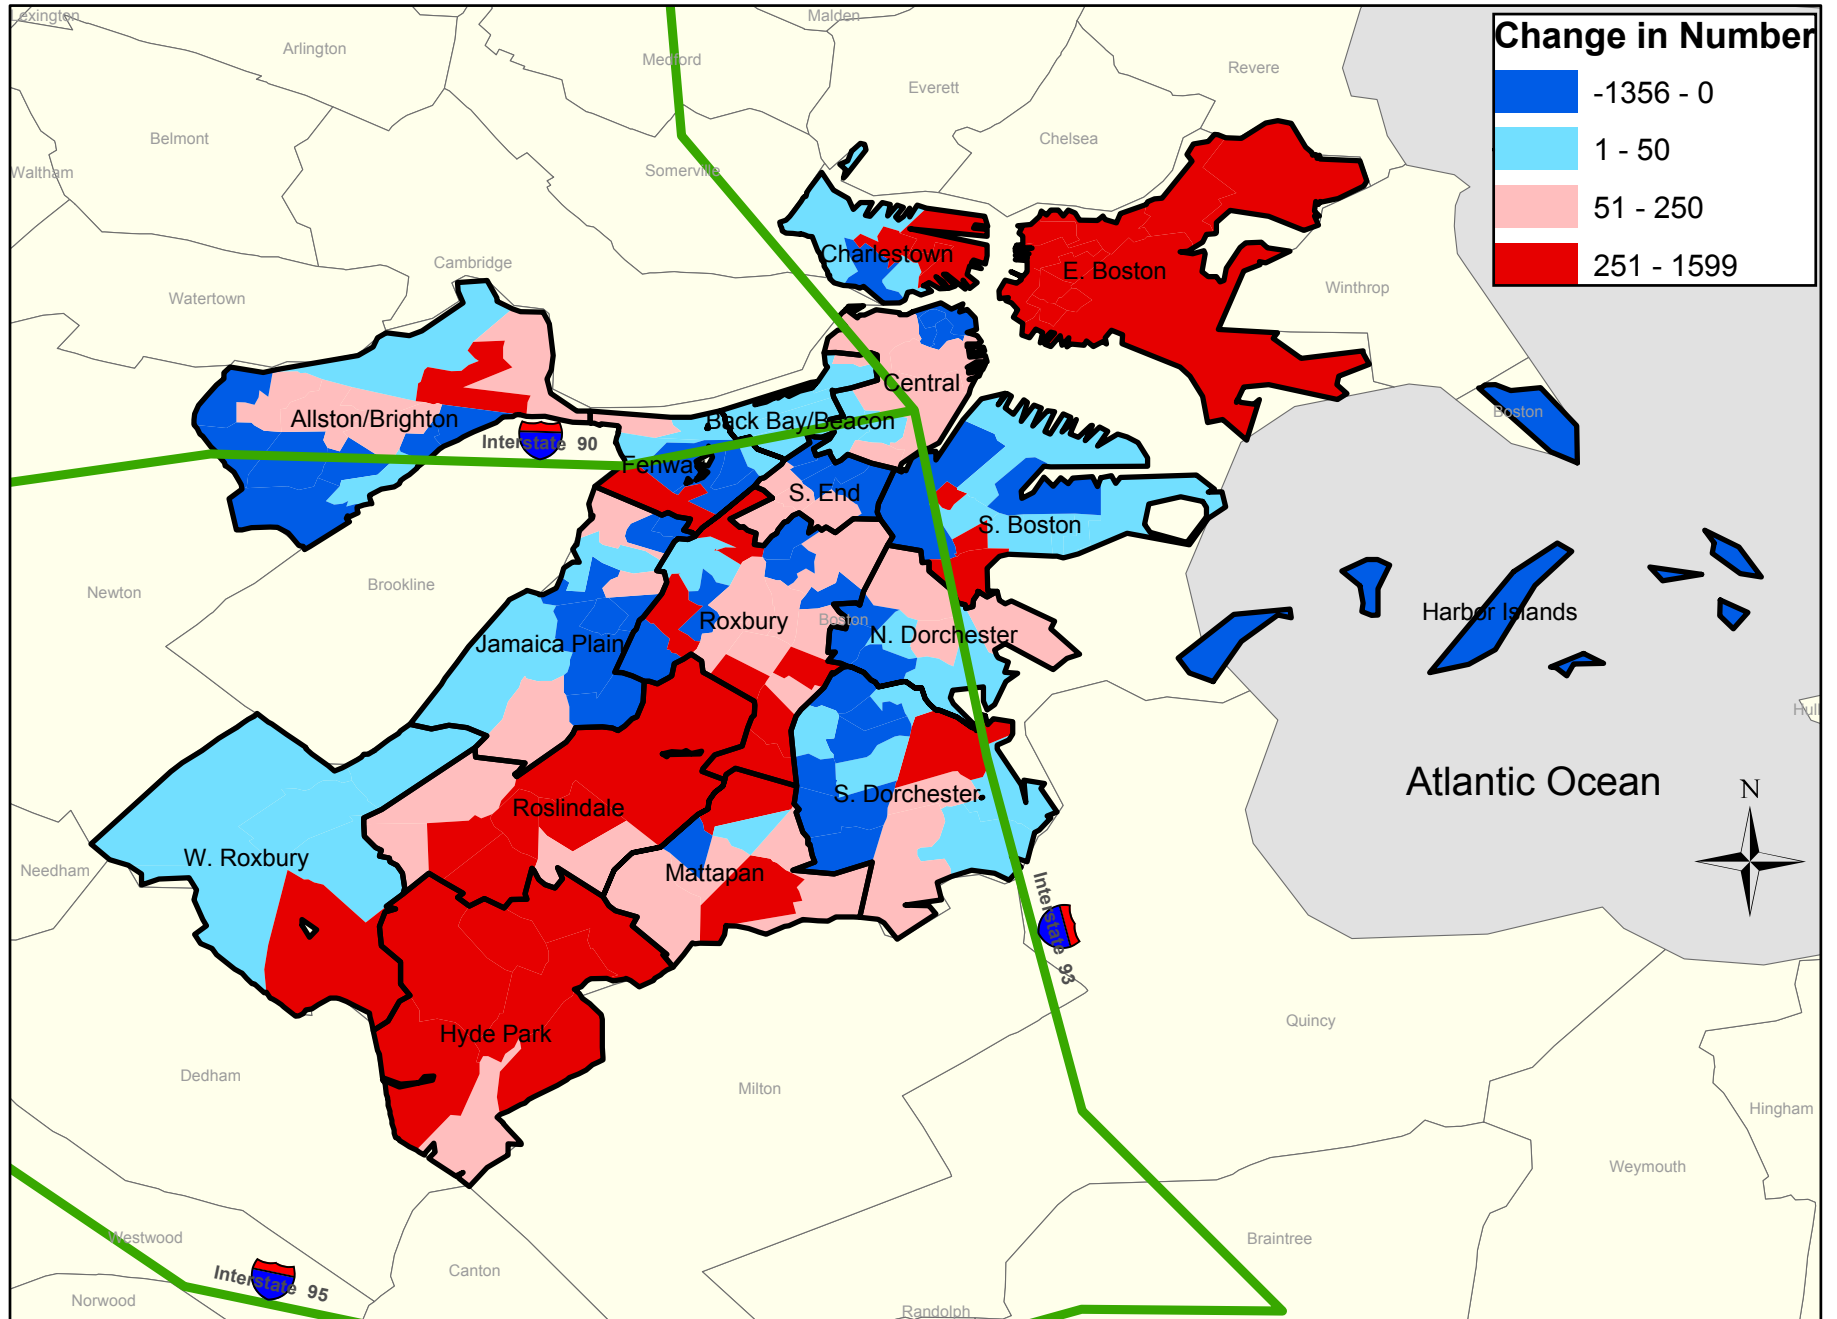 Lexington
Malden
Change in Number
Arlington
Medford
Revere
Everett
-1356 - 0
Belmont
Chelsea
1 - 50
Waltham
Somerville
51 - 250
Charlestown
Cambridge
E. Boston
251 - 1599
Watertown
Winthrop
Central
Allston/Brighton
Back Bay/Beacon
Boston
Interstate 90
Fenwa
S. End
S. Boston
Newton
Brookline
Roxbury
Boston
N. Dorchester
Harbor Islands
Jamaica Plain
Hull
Atlantic Ocean
N
Roslindale
S. Dorchester
W. Roxbury
Needham
Mattapan
Interstate 93
Hyde Park
Quincy
Dedham
Milton
Hingham
Weymouth
Westwood
Braintree
Interstate 95
Canton
Norwood
Randolph